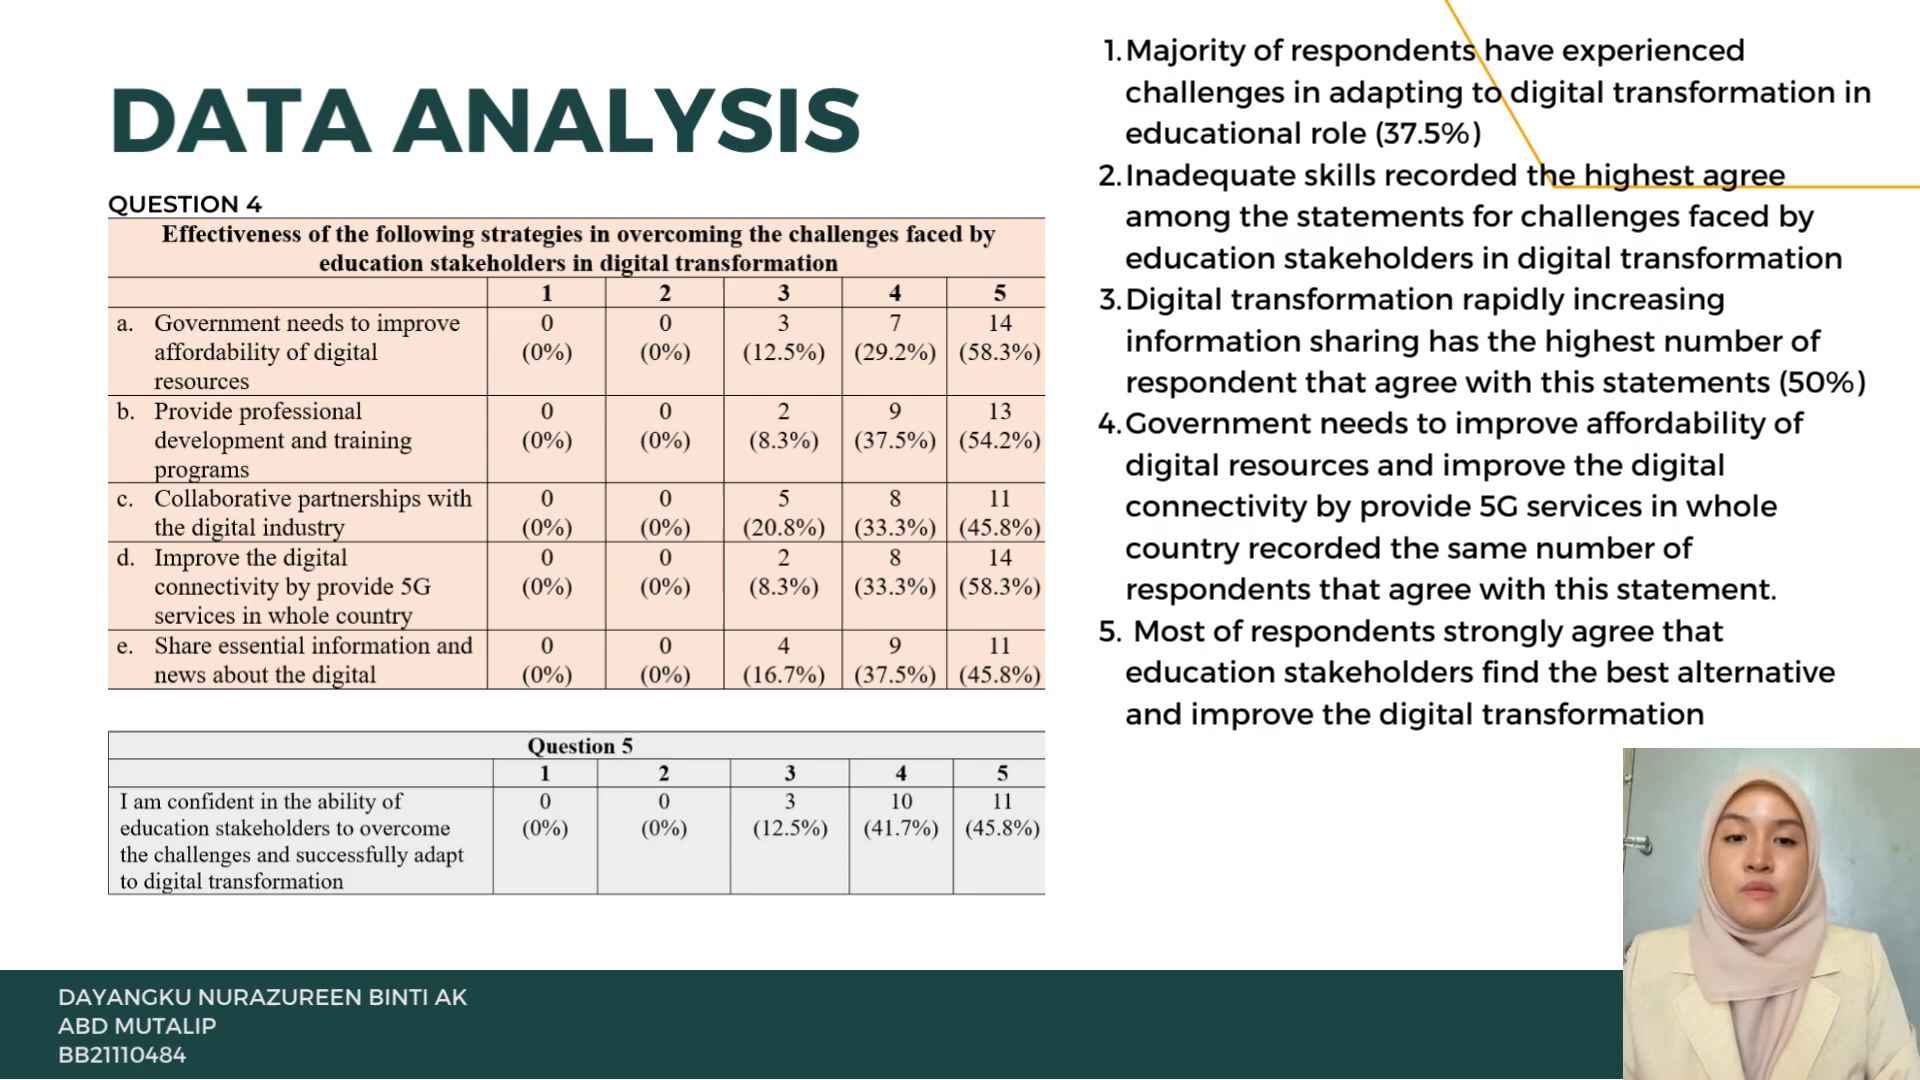 DATA ANALYSIS
QUESTION 4
Effectiveness of the following strategies in overcoming the challenges faced by
education stakeholders in digital transformation
1 2 3 4 5
a. Government needs to improve 0 0 3 7 14
affordability of digital (0%) (0%) (12.5%) (29.2%) (58.3%)
resources
b. Provide professional 0 0 2 9 13
development and training (0%) (0%) (8.3%) (37.5%) (54.2%)
programs
c. Collaborative partnerships with 0 0 5 8 11
the digital industry (0%) (0%) (20.8%) (33.3%) (45.8%)
d. Improve the digital 0 0 2 8 14
connectivity by provide 5G (0%) (0%) (8.3%) (33.3%) (58.3%)
services in whole country
e. Share essential information and 0 0 4 9 11
news about the digital (0%) (0%) (16.7%) (37.5%) (45.8%)
Question 5
1 2 3 4 5
I am confident in the ability of 0 0 3 10 11
education stakeholders to overcome (0%) (0%) (12.5%) (41.7%) (45.8%)
the challenges and successfully adapt
to digital transformation
1. Majority of respondents have experienced
challenges in adapting to digital transformation in
educational role (37.5%)
2. Inadequate skills recorded the highest agree
among the statements for challenges faced by
education stakeholders in digital transformation
3. Digital transformation rapidly increasing
information sharing has the highest number of
respondent that agree with this statements (50%)
4. Government needs to improve affordability of
digital resources and improve the digital
connectivity by provide 5G services in whole
country recorded the same number of
respondents that agree with this statement.
5. Most of respondents strongly agree that
education stakeholders find the best alternative
and improve the digital transformation
DAYANGKU NURAZUREEN BINTI AK
ABD MUTALIP
BB21110484